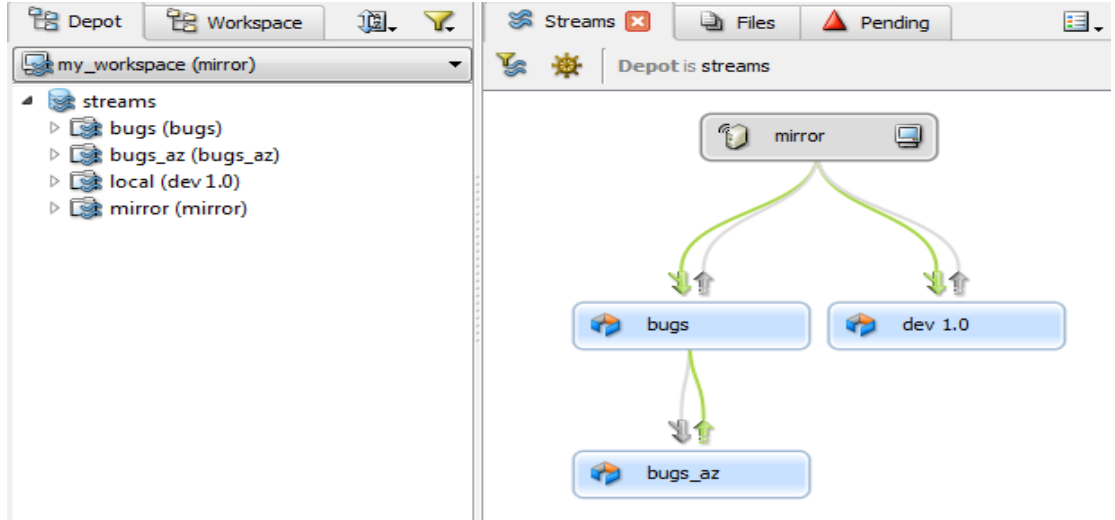 Depot
Workspace
my_workspace (mirror)
streams
bugs (bugs)
bugs_az (bugs_az)
local (dev 1.0)
mirror (mirror)
Streams
Files
Pending
Depot is streams
mirror
bugs
dev 1.0
bugs_az